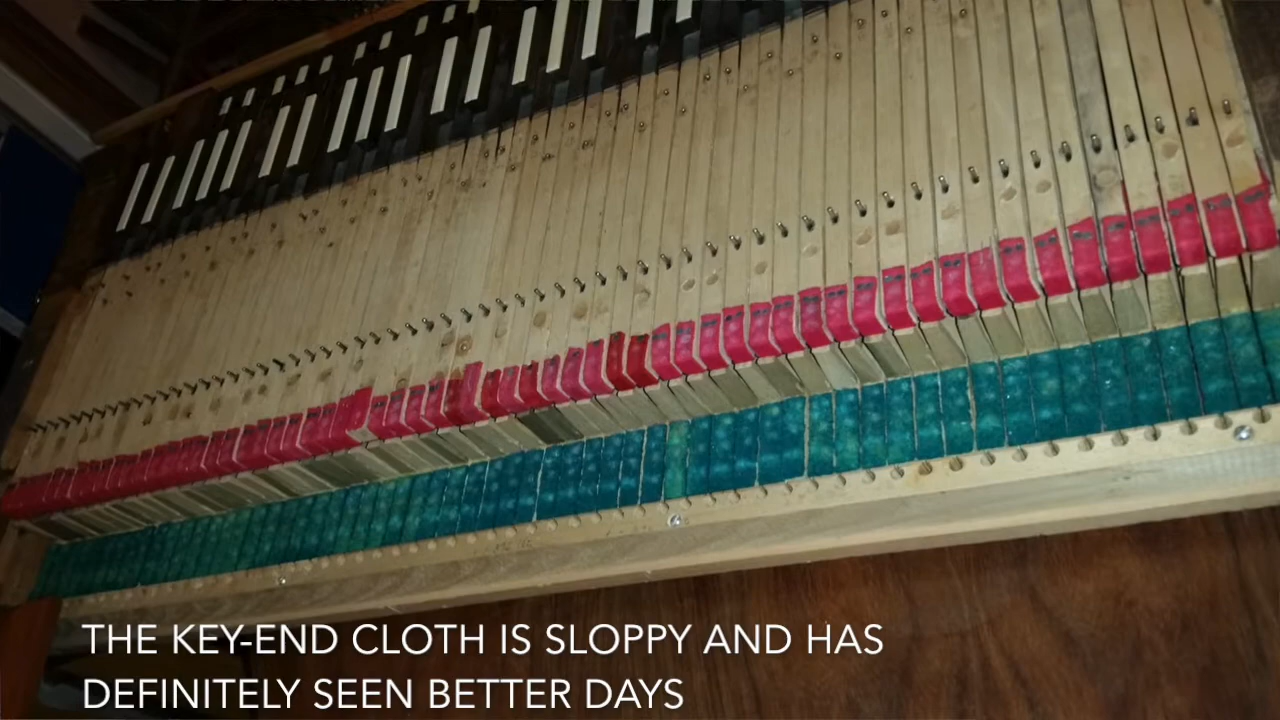 THE KEY-END CLOTH IS SLOPPY AND HAS
DEFINITELY SEEN BETTER DAYS